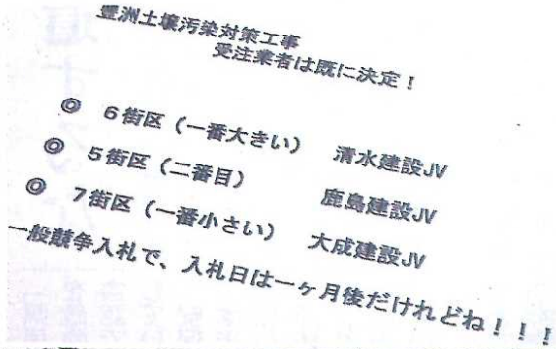 豊洲土壌汚染対策工事
受注業者は既に決定!
◎ 6街区(一番大きい) 清水建設JV
◎ 5街区(二番目) 鹿島建設JV
◎ 7街区(一番小さい) 大成建設JV
一般競争入札で、入札日は一ヶ月後だけれどね!!!